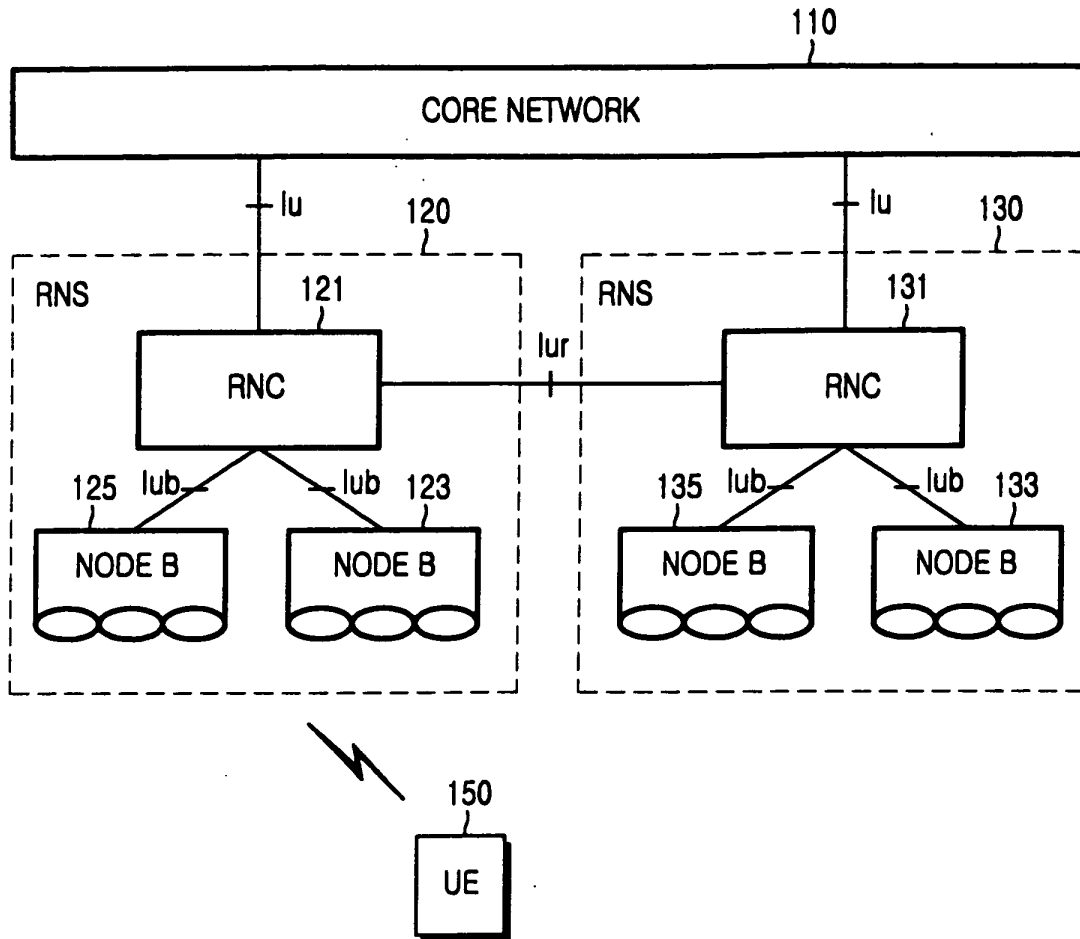 110
CORE NETWORK
Iu
Iu
120
130
RNS
RNS
121
131
Iur
RNC
RNC
125
Iub
Iub
123
135
Iub
Iub
133
NODE B
NODE B
NODE B
NODE B
150
UE